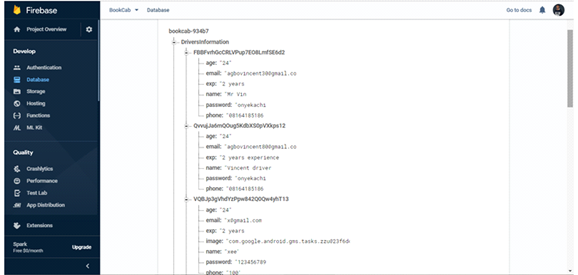 Firebase
BookCab
Database
Go to docs
Project Overview
Develop
Authentication
Database
Storage
Hosting
Functions
ML Kit
Quality
Crashlytics
Performance
Test Lab
App Distribution
Extensions
Spark
Free $0/month
Upgrade
bookcab-934b7
DriversInformation
FBBFvrhGcCRLVPup7EO8LmfSE6d2
age: "24"
email: "agbovincent30@gmail.co
exp: "2 years
name: "Mr Vin
password: "onyekachi
phone: "08164185186
QvvujJa6mQOug5KdbXS0pVXkps12
age: "24"
email: "agbovincent80@gmail.co
exp: "2 years experience
name: "Vincent driver
password: "onyekachi
phone: "08164185186
VQBJp3gVhdYzPpw842Q0Qw4yhT13
age: "24"
email: "x@gmail.com
exp: "2 years
image: "com.google.android.gms.tasks.zzu@23f6dc
name: "vee"
password: "123456789
phone: "100"